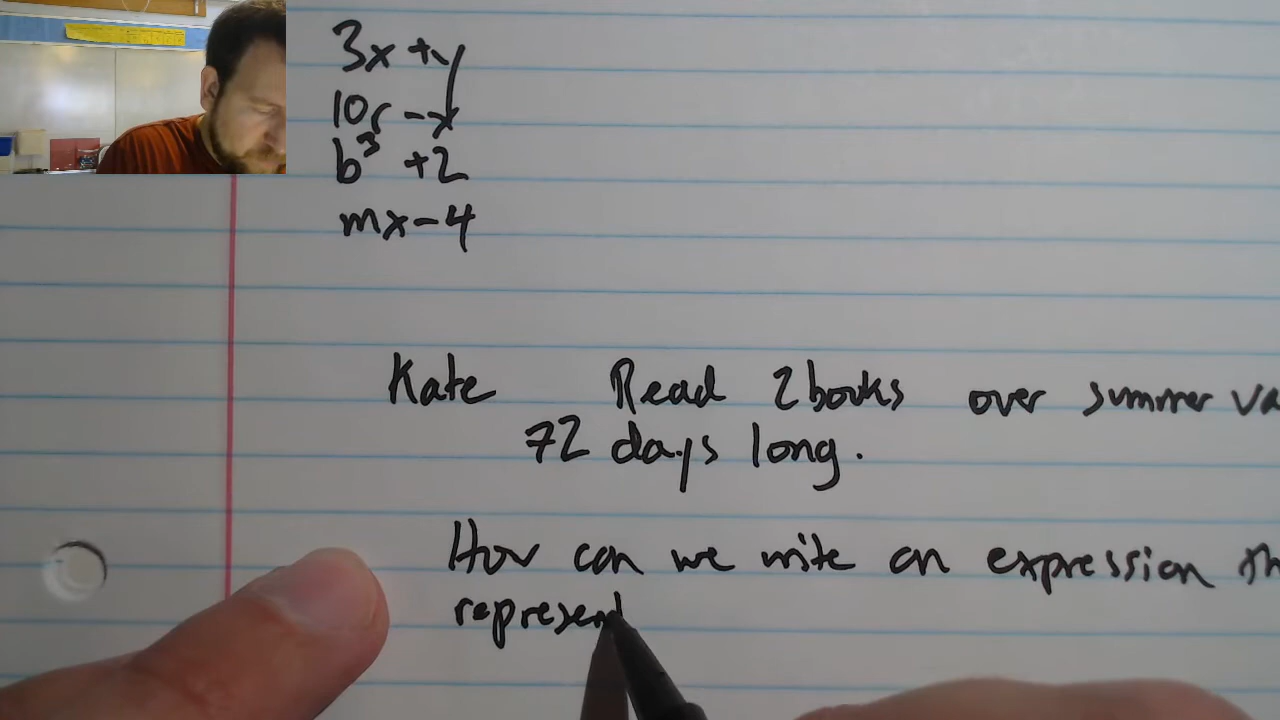 3x + y
10r - x
b³ + 2
mx - 4
Kate Read 2 books over summer va
72 days long.
How can we write an expression th
represent